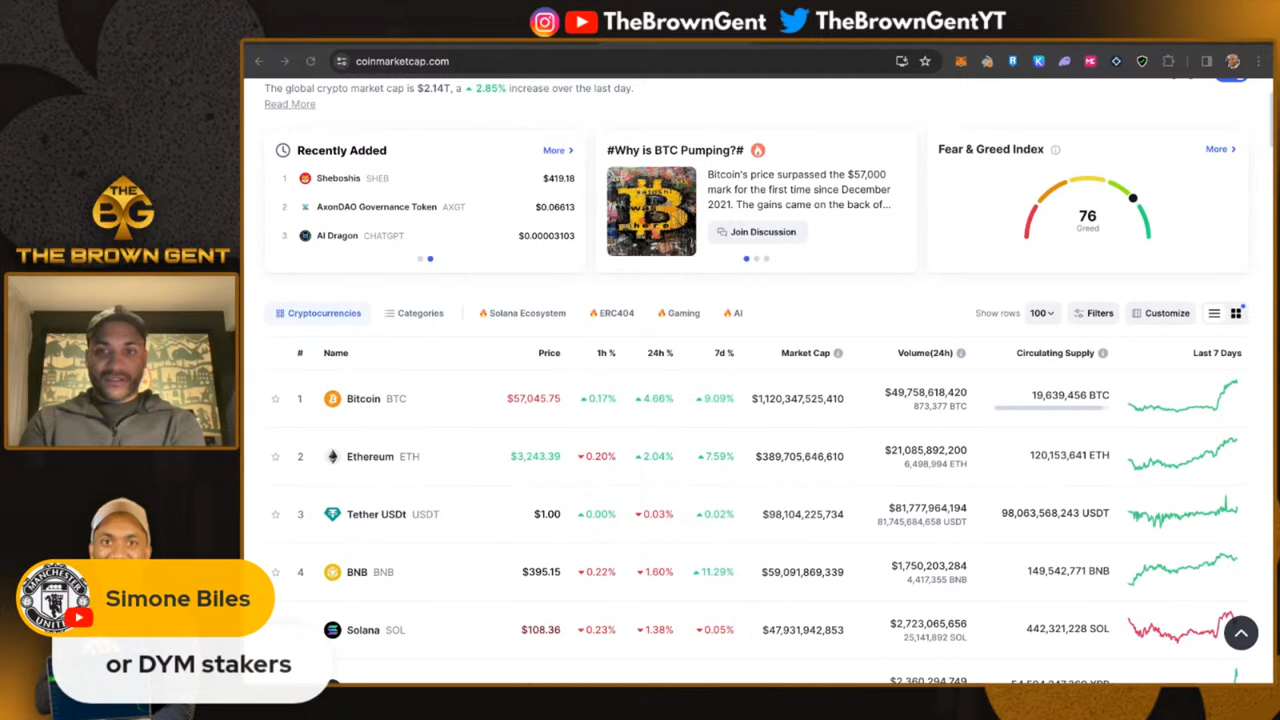 TheBrownGent TheBrownGentYT
coinmarketcap.com
The global crypto market cap is $2.14T, a 2.85% increase over the last day.
Read More
THE
BG
THE BROWN GENT
Recently Added
More >
1 Sheboshis SHEB $419.18
2 AxonDAO Governance Token AXGT $0.06613
3 AI Dragon CHATGPT $0.00003103
#Why is BTC Pumping?#
Bitcoin's price surpassed the $57,000
mark for the first time since December
2021. The gains came on the back of...
Join Discussion
Fear & Greed Index
More >
76
Greed
Cryptocurrencies Categories Solana Ecosystem ERC404 Gaming AI Show rows 100 Filters Customize
# Name Price 1h % 24h % 7d % Market Cap Volume(24h) Circulating Supply Last 7 Days
1 Bitcoin BTC $57,045.75 0.17% 4.66% 9.09% $1,120,347,525,410 $49,758,618,420 19,639,456 BTC
873,377 BTC
2 Ethereum ETH $3,243.39 0.20% 2.04% 7.59% $389,705,646,610 $21,085,892,200 120,153,641 ETH
6,498,994 ETH
3 Tether USDt USDT $1.00 0.00% 0.03% 0.02% $98,104,225,734 $81,777,964,194 98,063,568,243 USDT
81,745,684,658 USDT
4 BNB BNB $395.15 0.22% 1.60% 11.29% $59,091,869,339 $1,750,203,284 149,542,771 BNB
4,417,355 BNB
Solana SOL $108.36 0.23% 1.38% 0.05% $47,931,942,853 $2,723,065,656 442,321,228 SOL
25,141,892 SOL
MANCHESTER
UNITED
Simone Biles
or DYM stakers